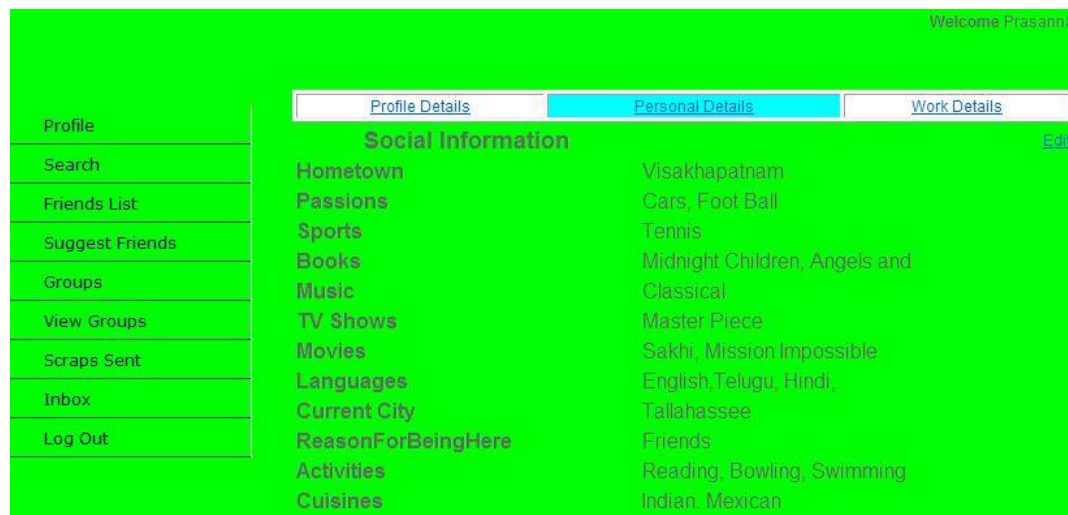 Welcome Prasanna
Profile Details Personal Details Work Details
Profile
Search
Friends List
Suggest Friends
Groups
View Groups
Scraps Sent
Inbox
Log Out
Social Information Edit
Hometown Visakhapatnam
Passions Cars, Foot Ball
Sports Tennis
Books Midnight Children, Angels and
Music Classical
TV Shows Master Piece
Movies Sakhi, Mission Impossible
Languages English,Telugu, Hindi,
Current City Tallahassee
ReasonForBeingHere Friends
Activities Reading, Bowling, Swimming
Cuisines Indian. Mexican